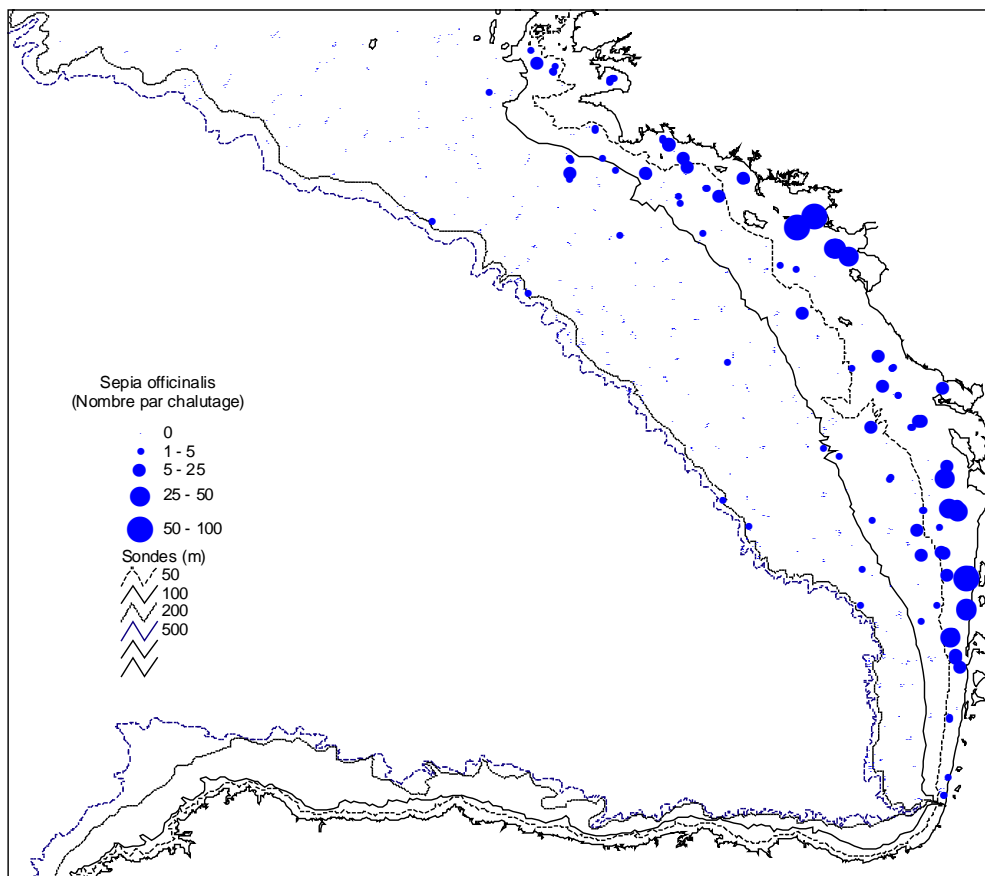 Sepia officinalis
(Nombre par chalutage)
0
1 - 5
5 - 25
25 - 50
50 - 100
Sondes (m)
50
100
200
500